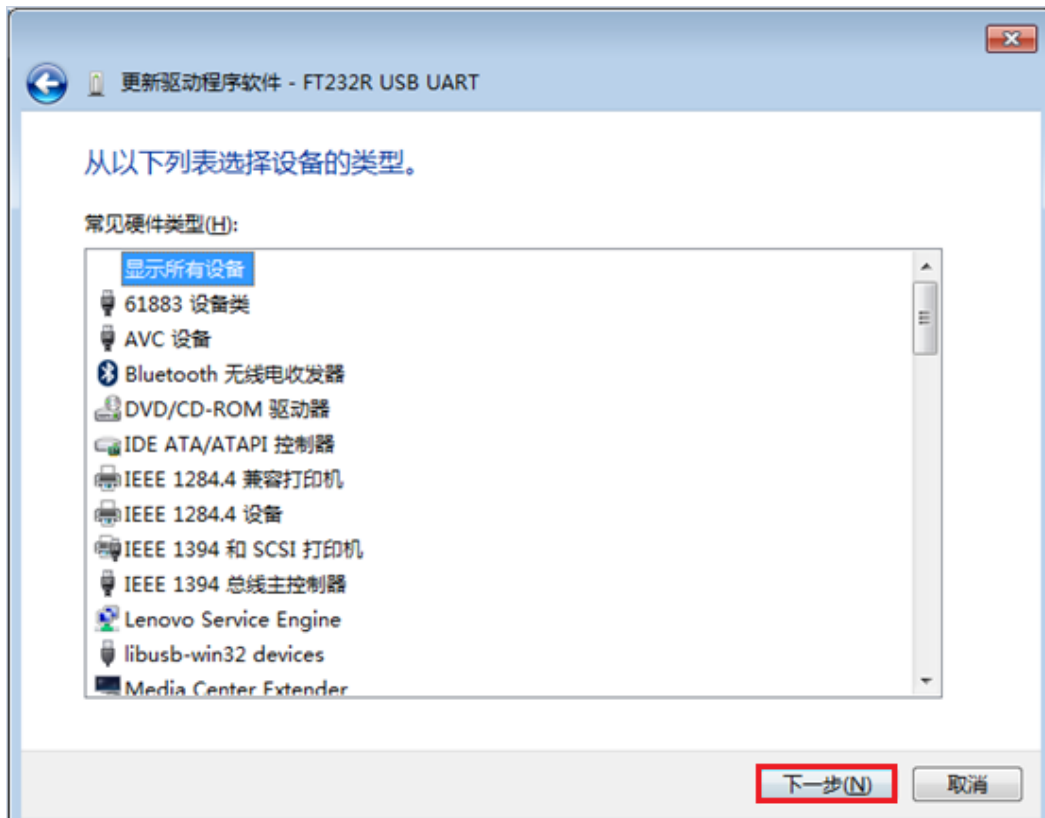 更新驱动程序软件 - FT232R USB UART
从以下列表选择设备的类型。
常见硬件类型(H):
显示所有设备
61883 设备类
AVC 设备
Bluetooth 无线电收发器
DVD/CD-ROM 驱动器
IDE ATA/ATAPI 控制器
IEEE 1284.4 兼容打印机
IEEE 1284.4 设备
IEEE 1394 和 SCSI 打印机
IEEE 1394 总线主控制器
Lenovo Service Engine
libusb-win32 devices
Media Center Extender
下一步(N) 取消